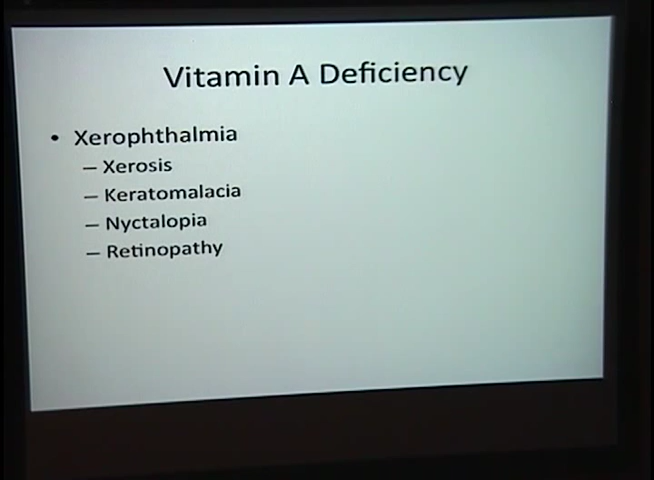 Vitamin A Deficiency
• Xerophthalmia
– Xerosis
– Keratomalacia
– Nyctalopia
– Retinopathy